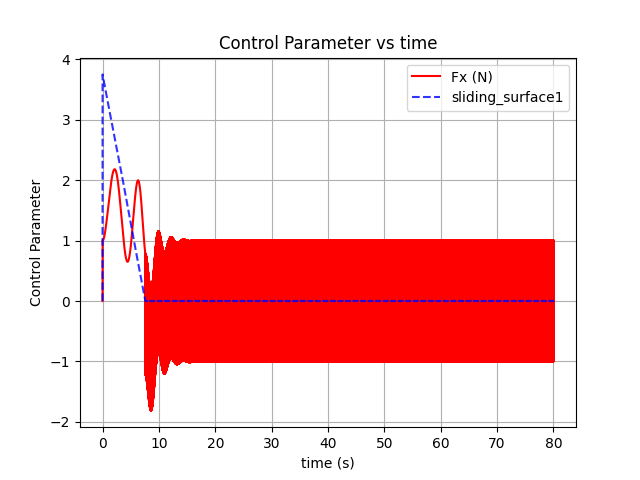 Control Parameter vs time
Fx (N)
sliding_surface1
Control Parameter
4
3
2
1
0
−1
−2
0 10 20 30 40 50 60 70 80
time (s)